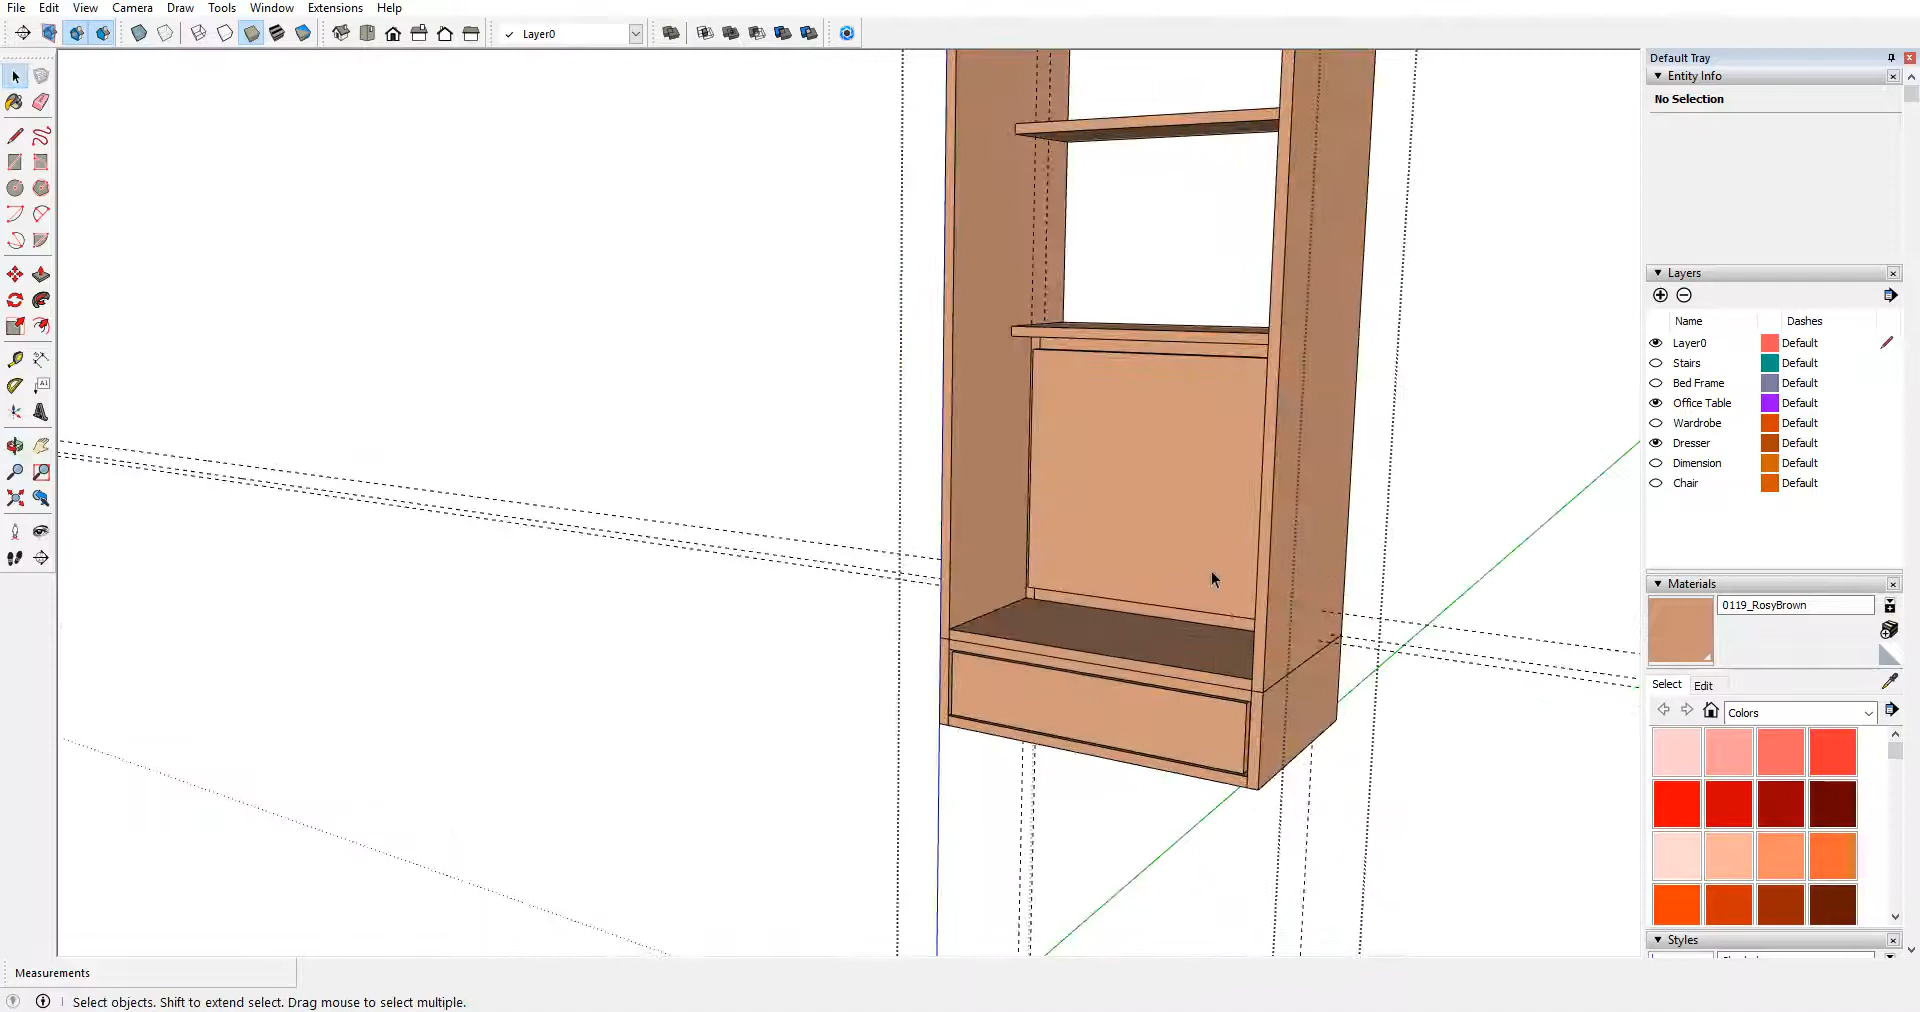 File Edit View Camera Draw Tools Window Extensions Help
✓ Layer0
Default Tray
Entity Info
No Selection
A1
Layers
Name Dashes
Layer0 Default
Stairs Default
Bed Frame Default
Office Table Default
Wardrobe Default
Dresser Default
Dimension Default
Chair Default
Materials
0119_RosyBrown
Select Edit
Colors
Styles
Measurements
Select objects. Shift to extend select. Drag mouse to select multiple.